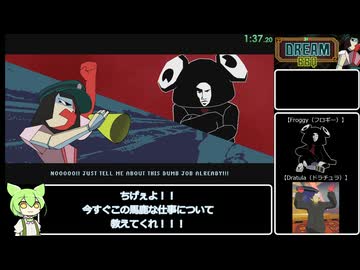 1:37.20
DREAM
BBQ
NOOOOO!! JUST TELL ME ABOUT THIS DUMB JOB ALREADY!!!
ちげぇよ!!
今すぐこの馬鹿な仕事について
教えてくれ!!!
【Froggy(フロギー)】
【Dratula(ドラチュラ)】